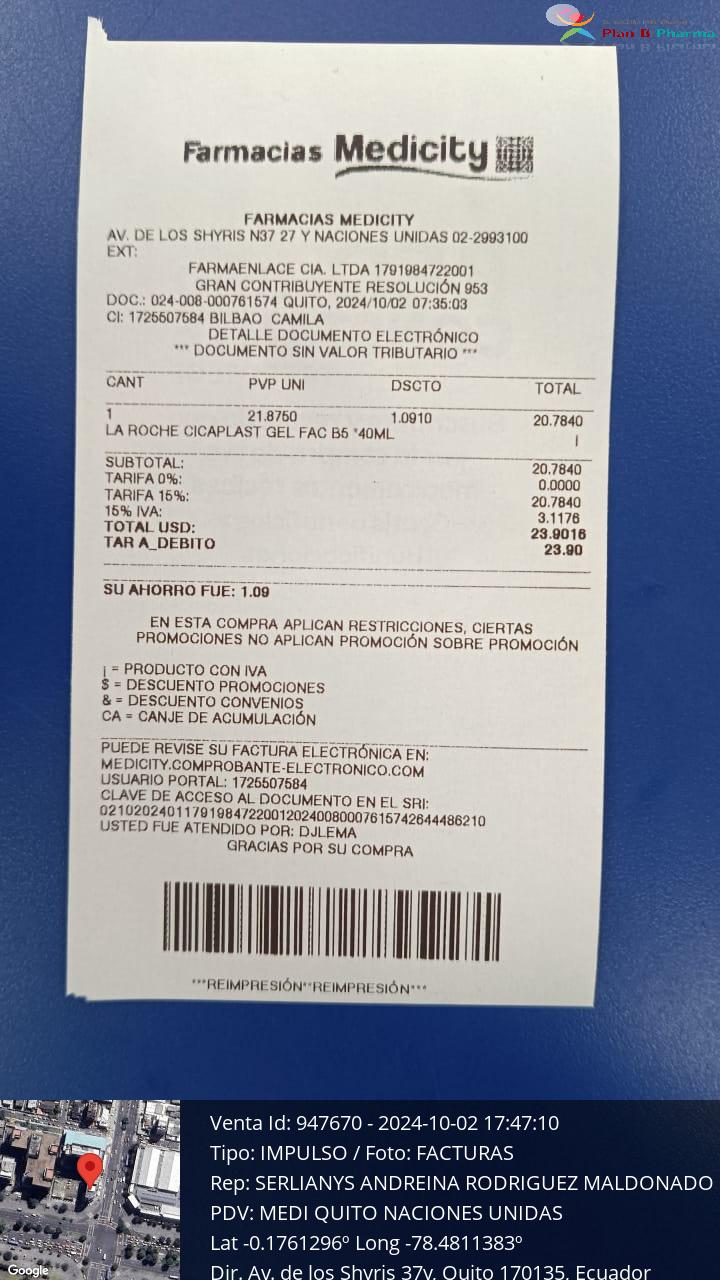 Plan B Pharma
Farmacias Medicity
FARMACIAS MEDICITY
AV. DE LOS SHYRIS N37 27 Y NACIONES UNIDAS 02-2993100
EXT:
FARMAENLACE CIA. LTDA 1791984722001
GRAN CONTRIBUYENTE RESOLUCIÓN 953
DOC.: 024-008-000761574 QUITO, 2024/10/02 07:35:03
CI: 1725507584 BILBAO CAMILA
DETALLE DOCUMENTO ELECTRÓNICO
*** DOCUMENTO SIN VALOR TRIBUTARIO ***
CANT PVP UNI DSCTO TOTAL
1 21.8750 1.0910 20.7840
LA ROCHE CICAPLAST GEL FAC B5 *40ML |
SUBTOTAL: 20.7840
TARIFA 0%: 0.0000
TARIFA 15%: 20.7840
15% IVA: 3.1176
TOTAL USD: 23.9016
TAR A_DEBITO 23.90
SU AHORRO FUE: 1.09
EN ESTA COMPRA APLICAN RESTRICCIONES, CIERTAS
PROMOCIONES NO APLICAN PROMOCIÓN SOBRE PROMOCIÓN
¡ = PRODUCTO CON IVA
$ = DESCUENTO PROMOCIONES
& = DESCUENTO CONVENIOS
CA = CANJE DE ACUMULACIÓN
PUEDE REVISE SU FACTURA ELECTRÓNICA EN:
MEDICITY.COMPROBANTE-ELECTRONICO.COM
USUARIO PORTAL: 1725507584
CLAVE DE ACCESO AL DOCUMENTO EN EL SRI:
0210202401179198472200120240080007615742644486210
USTED FUE ATENDIDO POR: DJLEMA
GRACIAS POR SU COMPRA
***REIMPRESIÓN**REIMPRESIÓN***
Venta Id: 947670 - 2024-10-02 17:47:10
Tipo: IMPULSO / Foto: FACTURAS
Rep: SERLIANYS ANDREINA RODRIGUEZ MALDONADO
PDV: MEDI QUITO NACIONES UNIDAS
Lat -0.1761296º Long -78.4811383º
Dir. Av. de los Shyris 37v, Quito 170135, Ecuador
Google